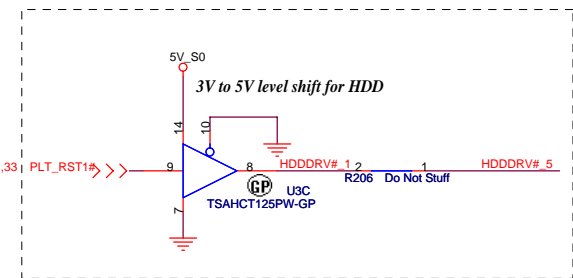 5V_S0
3V to 5V level shift for HDD
14
10
,33 PLT_RST1# 9 8 HDDDRV#_1 2 1 HDDDRV#_5
R206 Do Not Stuff
GP U3C
TSAHCT125PW-GP
7